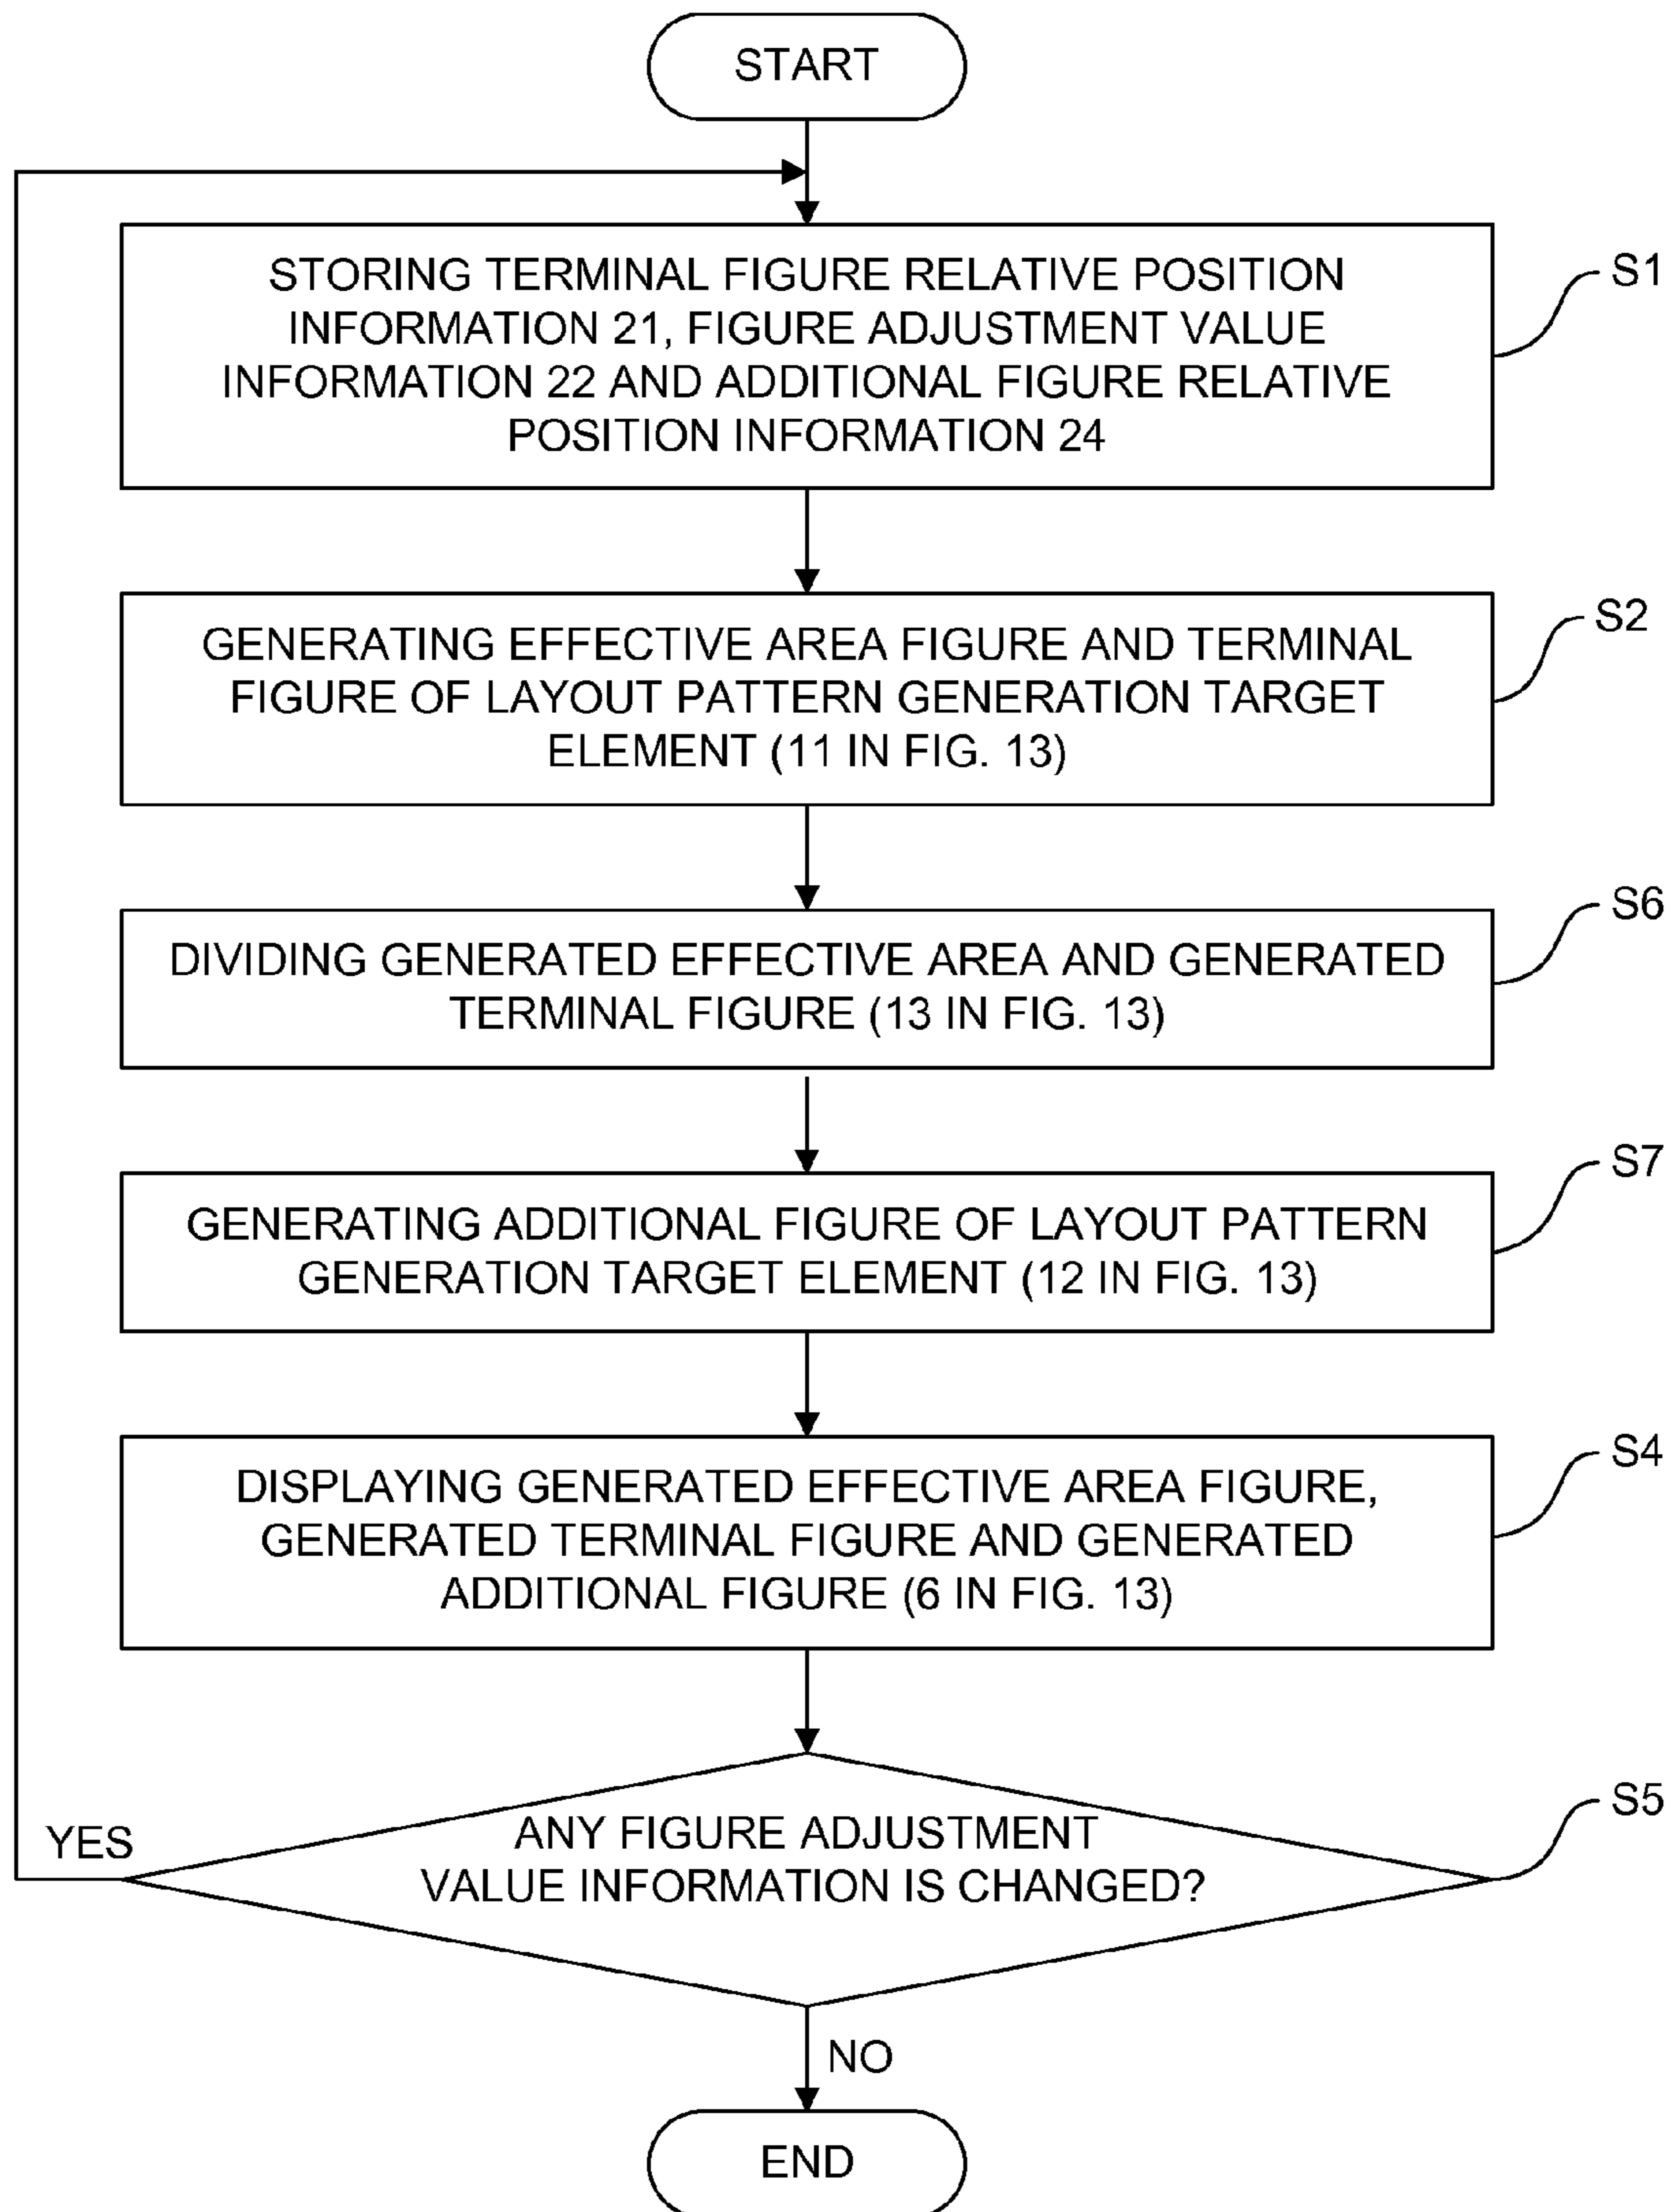 START
STORING TERMINAL FIGURE RELATIVE POSITION
INFORMATION 21, FIGURE ADJUSTMENT VALUE
INFORMATION 22 AND ADDITIONAL FIGURE RELATIVE
POSITION INFORMATION 24
S1
GENERATING EFFECTIVE AREA FIGURE AND TERMINAL
FIGURE OF LAYOUT PATTERN GENERATION TARGET
ELEMENT (11 IN FIG. 13)
S2
DIVIDING GENERATED EFFECTIVE AREA AND GENERATED
TERMINAL FIGURE (13 IN FIG. 13)
S6
GENERATING ADDITIONAL FIGURE OF LAYOUT PATTERN
GENERATION TARGET ELEMENT (12 IN FIG. 13)
S7
DISPLAYING GENERATED EFFECTIVE AREA FIGURE,
GENERATED TERMINAL FIGURE AND GENERATED
ADDITIONAL FIGURE (6 IN FIG. 13)
S4
ANY FIGURE ADJUSTMENT
VALUE INFORMATION IS CHANGED?
S5
YES
NO
END